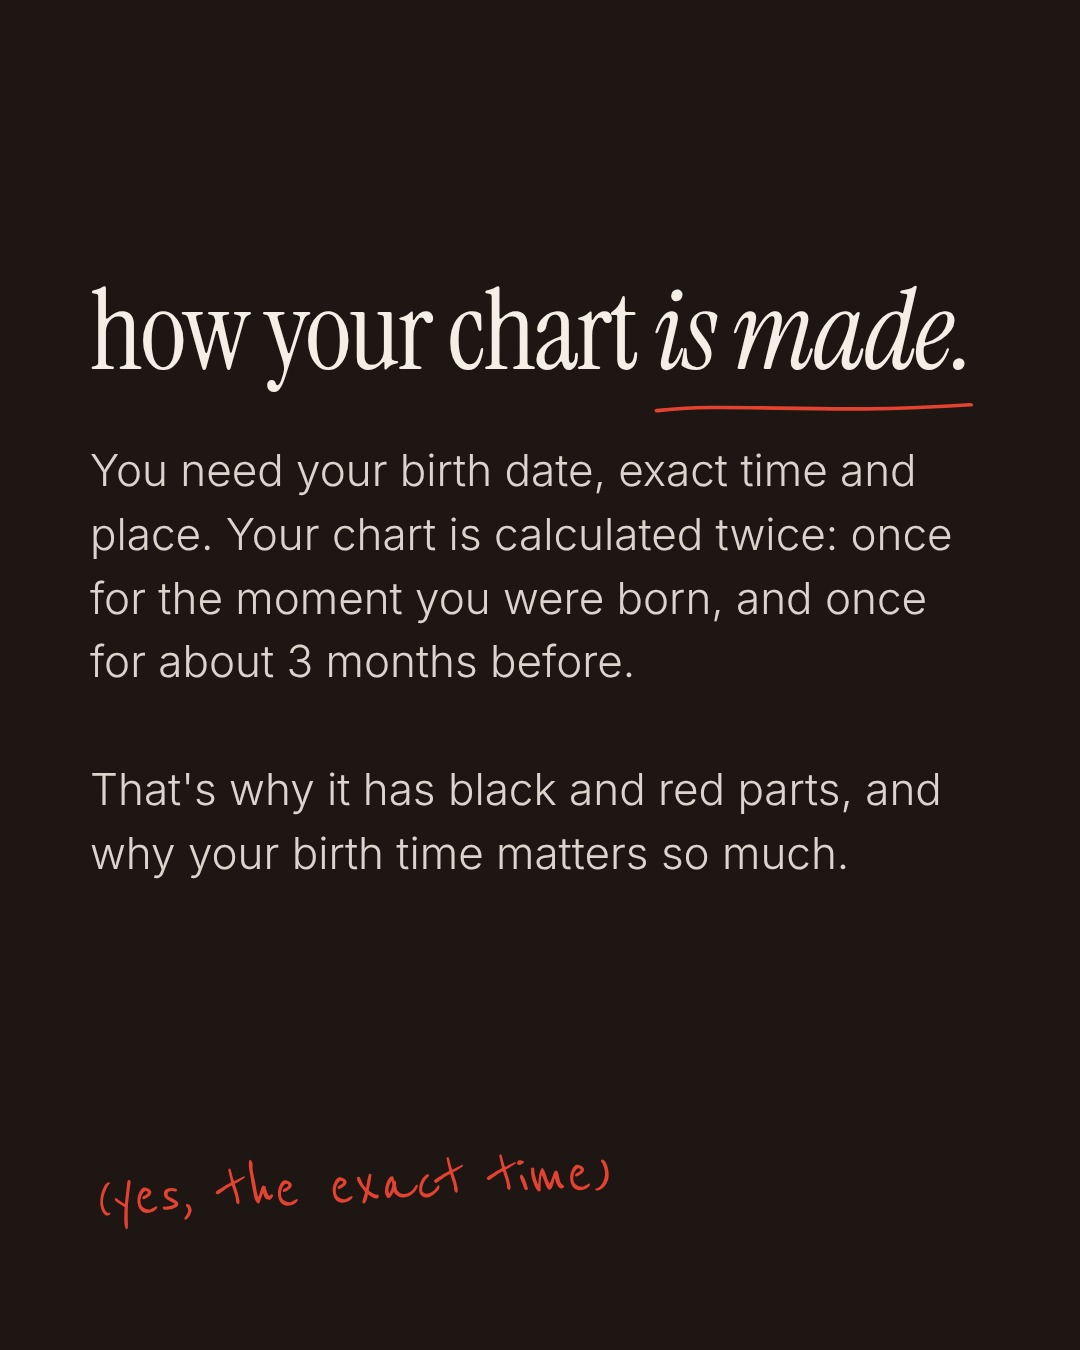 how your chart is made.
You need your birth date, exact time and
place. Your chart is calculated twice: once
for the moment you were born, and once
for about 3 months before.
That's why it has black and red parts, and
why your birth time matters so much.
(yes, the exact time)